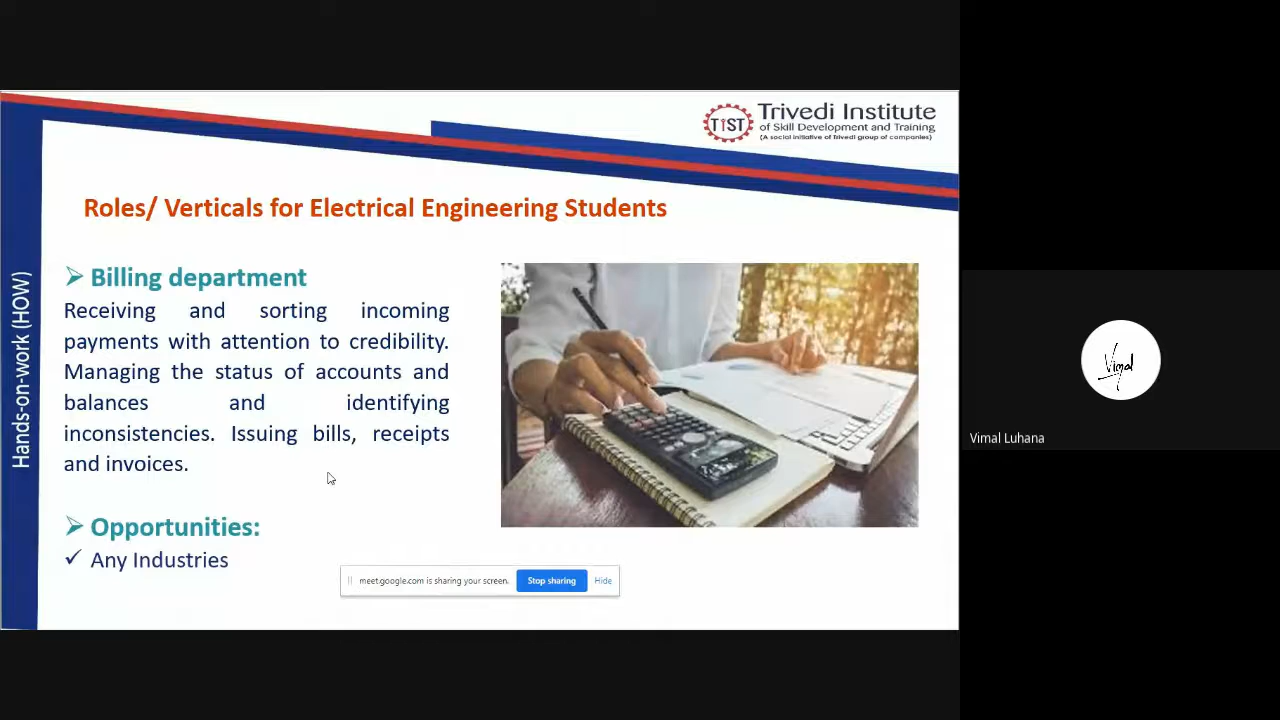 TIST
Trivedi Institute
of Skill Development and Training
(A social initiative of Trivedi group of companies)
Roles/ Verticals for Electrical Engineering Students
Hands-on-work (HOW)
➢ Billing department
Receiving and sorting incoming
payments with attention to credibility.
Managing the status of accounts and
balances and identifying
inconsistencies. Issuing bills, receipts
and invoices.
➢ Opportunities:
✓ Any Industries
meet.google.com is sharing your screen.
Stop sharing
Hide
Vimal
Vimal Luhana